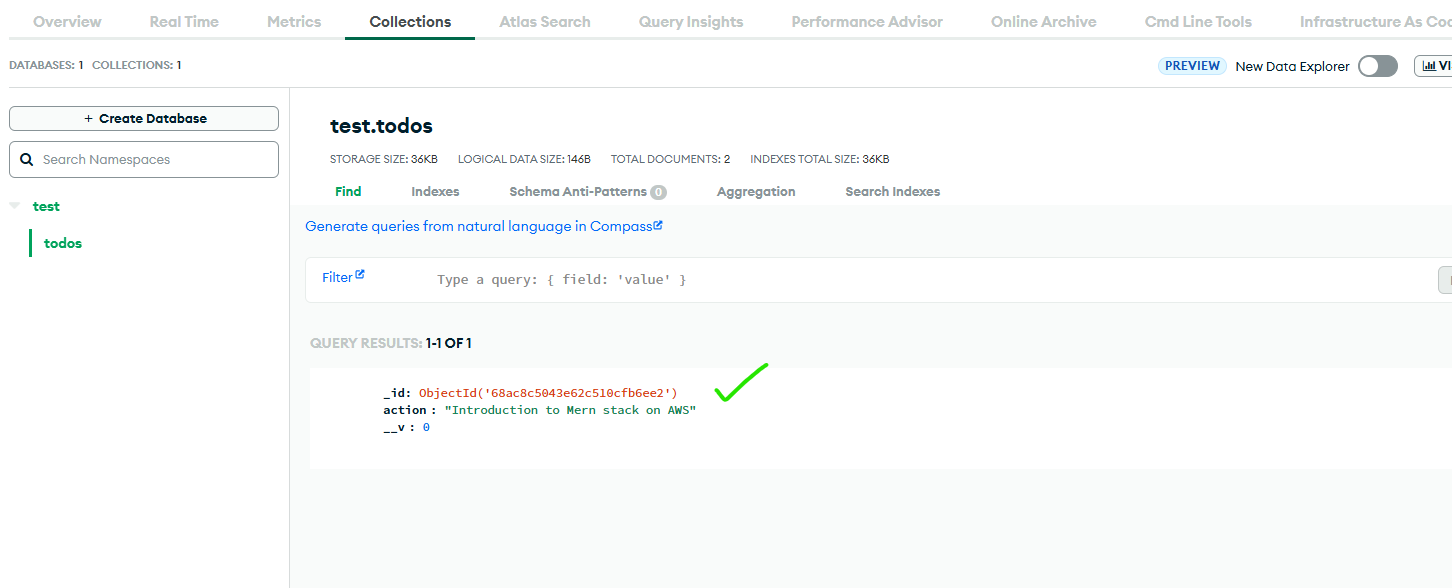 Overview Real Time Metrics Collections Atlas Search Query Insights Performance Advisor Online Archive Cmd Line Tools Infrastructure As
DATABASES: 1 COLLECTIONS: 1
PREVIEW New Data Explorer
+ Create Database
Search Namespaces
test
todos
test.todos
STORAGE SIZE: 36KB LOGICAL DATA SIZE: 146B TOTAL DOCUMENTS: 2 INDEXES TOTAL SIZE: 36KB
Find Indexes Schema Anti-Patterns 0 Aggregation Search Indexes
Generate queries from natural language in Compass
Filter Type a query: { field: 'value' }
QUERY RESULTS: 1-1 OF 1
_id: ObjectId('68ac8c5043e62c510cfb6ee2')
action : "Introduction to Mern stack on AWS"
__v : 0